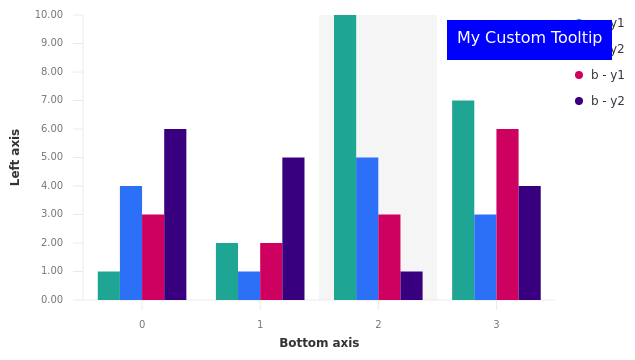 10.00
9.00
8.00
7.00
6.00
5.00
4.00
3.00
2.00
1.00
0.00
Left axis
0 1 2 3
Bottom axis
My Custom Tooltip
y1
y2
b - y1
b - y2